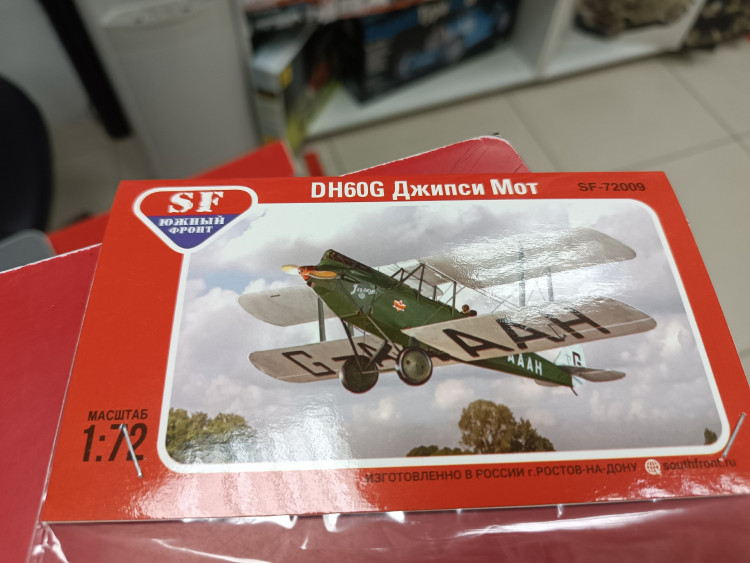 DH60G Джипси Мот
SF-72009
SF
ЮЖНЫЙ
ФРОНТ
Jason
G-AAAH
AAAH
G
МАСШТАБ
1:72
ИЗГОТОВЛЕННО В РОССИИ г.РОСТОВ-НА-ДОНУ
southfront.ru